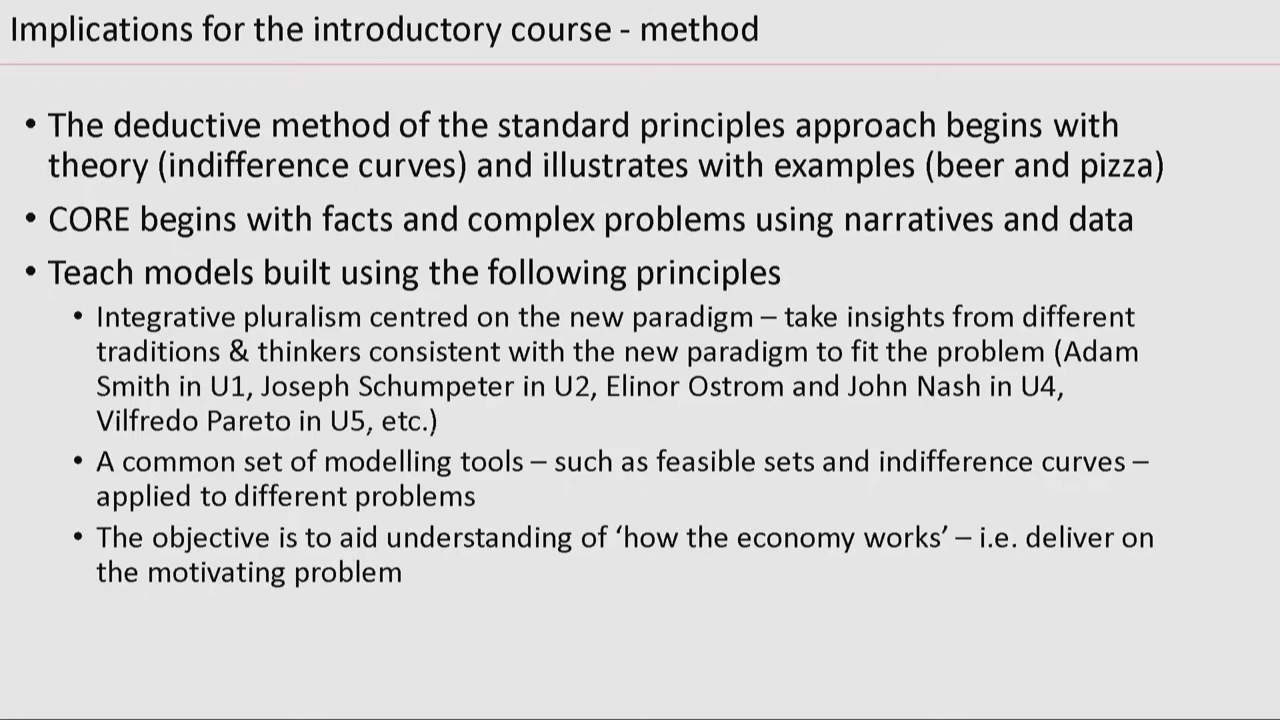 Implications for the introductory course - method
• The deductive method of the standard principles approach begins with
theory (indifference curves) and illustrates with examples (beer and pizza)
• CORE begins with facts and complex problems using narratives and data
• Teach models built using the following principles
• Integrative pluralism centred on the new paradigm – take insights from different
traditions & thinkers consistent with the new paradigm to fit the problem (Adam
Smith in U1, Joseph Schumpeter in U2, Elinor Ostrom and John Nash in U4,
Vilfredo Pareto in U5, etc.)
• A common set of modelling tools – such as feasible sets and indifference curves –
applied to different problems
• The objective is to aid understanding of ‘how the economy works’ – i.e. deliver on
the motivating problem